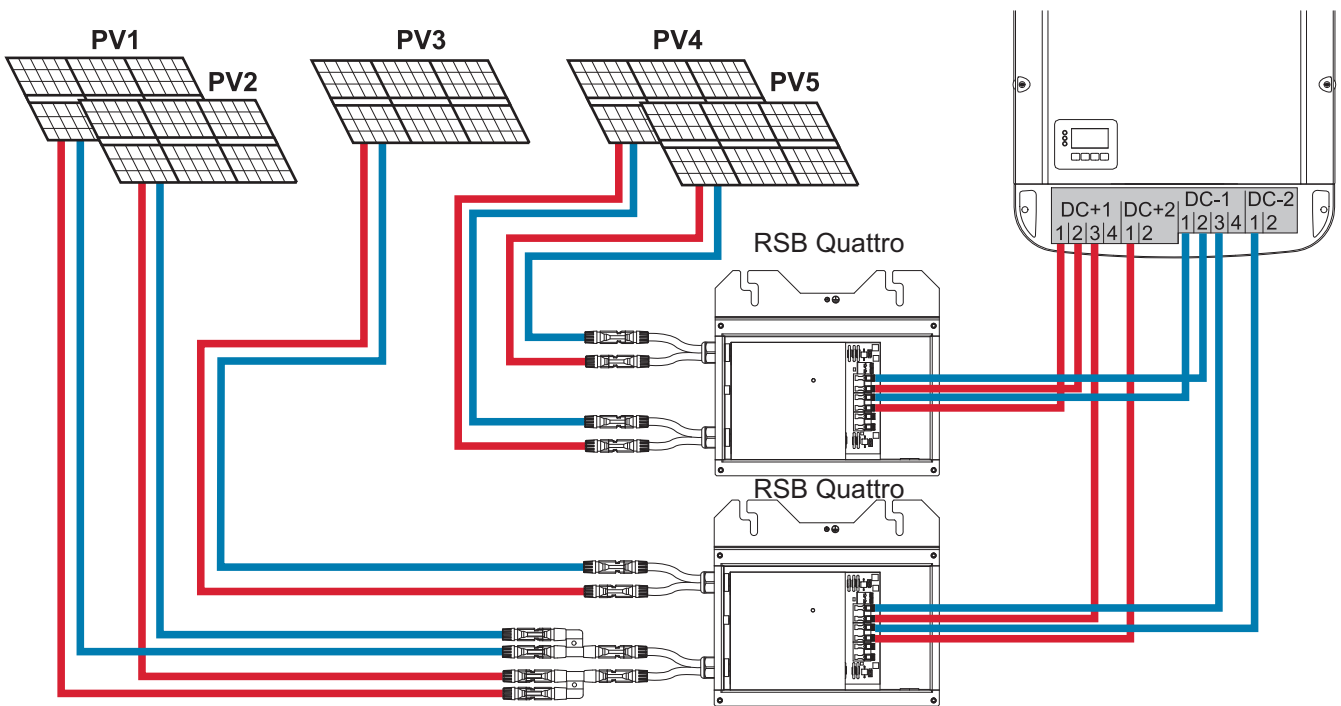 PV1
PV2
PV3
PV4
PV5
DC+1 DC+2 DC-1 DC-2
1 2 3 4 1 2 1 2 3 4 1 2
RSB Quattro
RSB Quattro